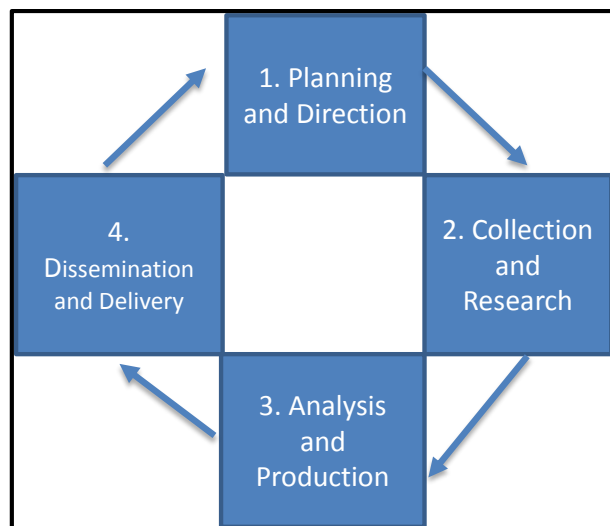 1. Planning
and Direction
2. Collection
and
Research
3. Analysis
and
Production
4.
Dissemination
and Delivery